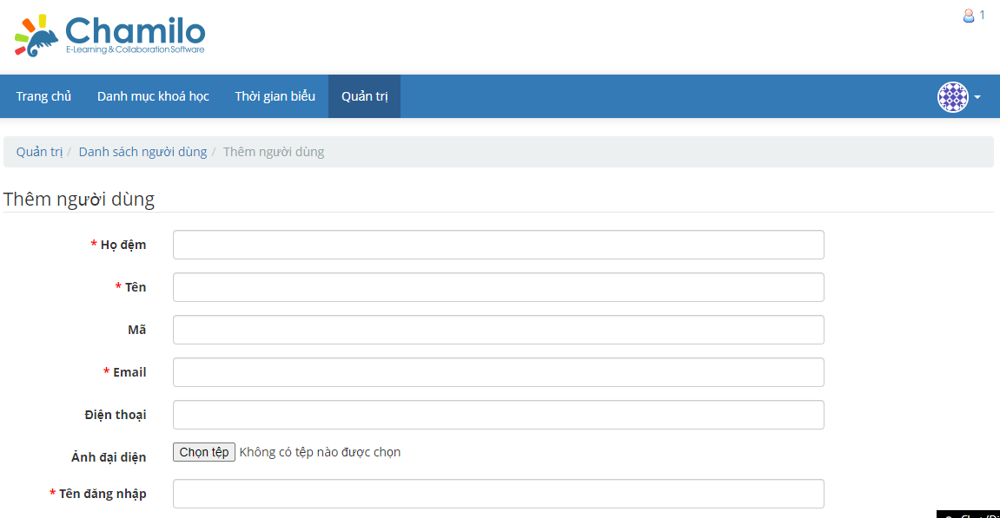 1
Chamilo
E-Learning & Collaboration Software
Trang chủ Danh mục khoá học Thời gian biểu Quản trị
Quản trị / Danh sách người dùng / Thêm người dùng
Thêm người dùng
* Họ đệm
* Tên
Mã
* Email
Điện thoại
Ảnh đại diện Chọn tệp Không có tệp nào được chọn
* Tên đăng nhập